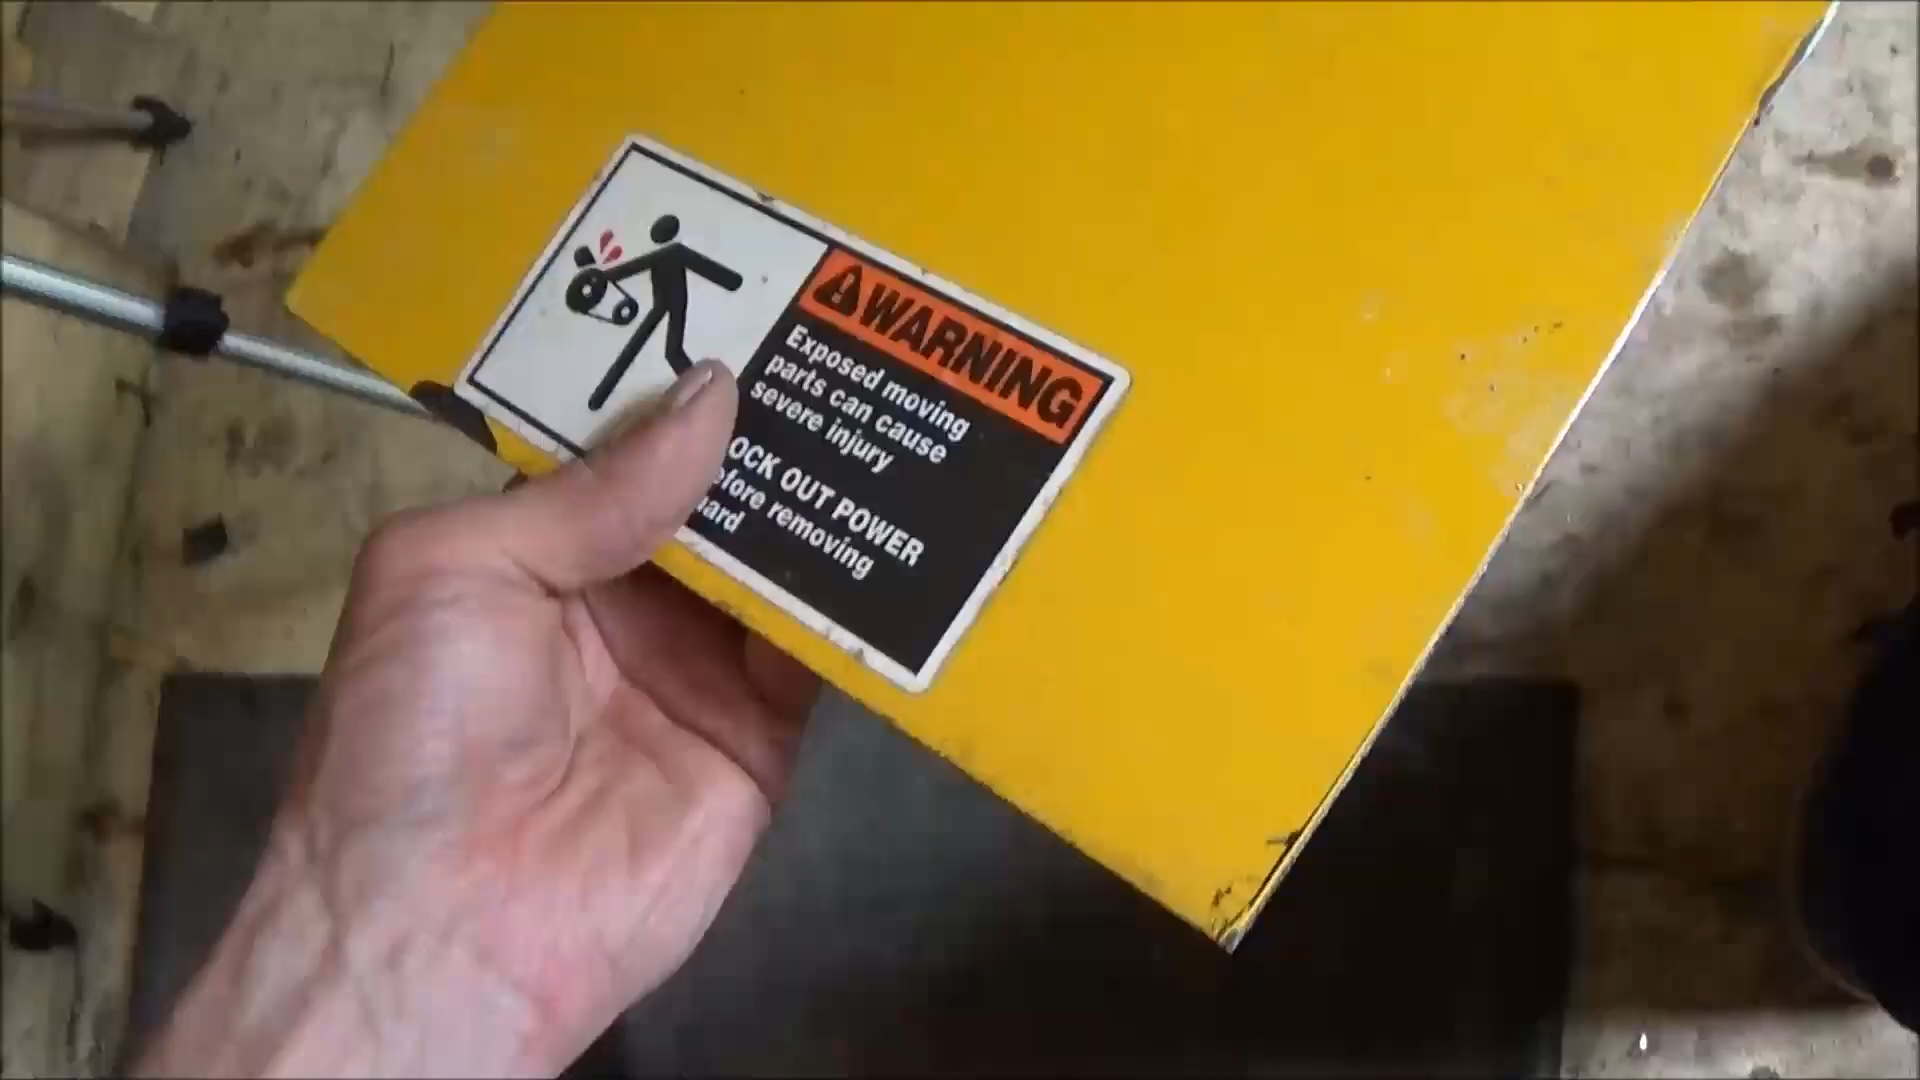 WARNING
Exposed moving
parts can cause
severe injury
OCK OUT POWER
efore removing
uard